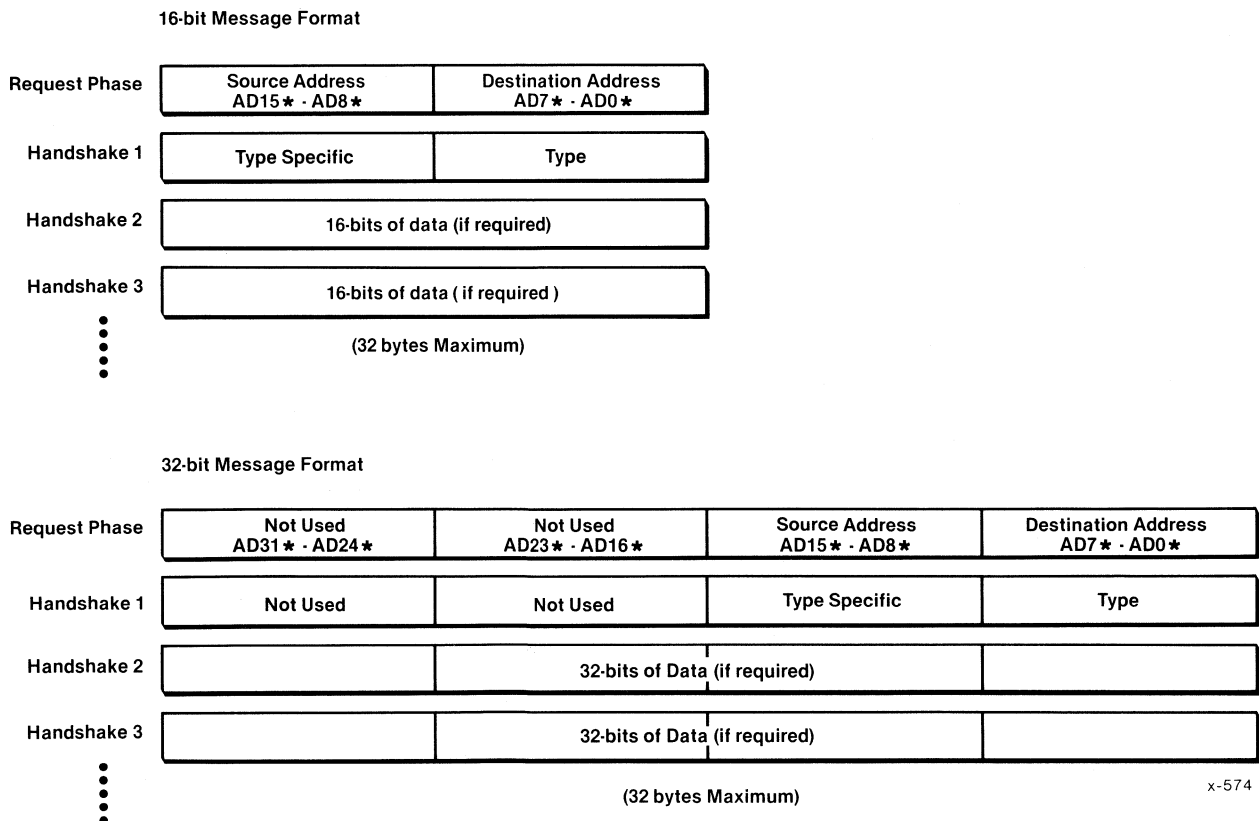 16-bit Message Format
Request Phase
Source Address
AD15★ - AD8★
Destination Address
AD7★ - AD0★
Handshake 1
Type Specific
Type
Handshake 2
16-bits of data (if required)
Handshake 3
16-bits of data ( if required )
(32 bytes Maximum)
32-bit Message Format
Request Phase
Not Used
AD31★ - AD24★
Not Used
AD23★ - AD16★
Source Address
AD15★ - AD8★
Destination Address
AD7★ - AD0★
Handshake 1
Not Used
Not Used
Type Specific
Type
Handshake 2
32-bits of Data (if required)
Handshake 3
32-bits of Data (if required)
(32 bytes Maximum)
x-574